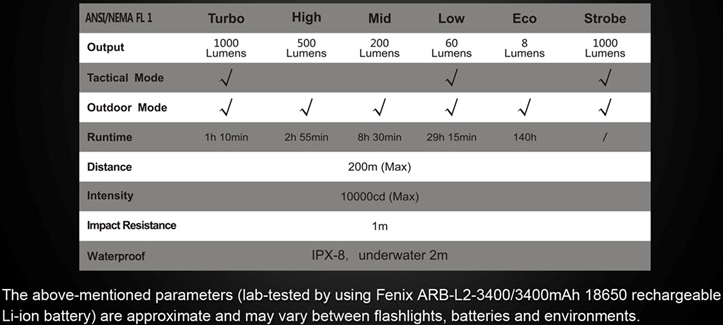 ANSI/NEMA FL 1 Turbo High Mid Low Eco Strobe
Output 1000 Lumens 500 Lumens 200 Lumens 60 Lumens 8 Lumens 1000 Lumens
Tactical Mode √ √ √
Outdoor Mode √ √ √ √ √ √
Runtime 1h 10min 2h 55min 8h 30min 29h 15min 140h /
Distance 200m (Max)
Intensity 10000cd (Max)
Impact Resistance 1m
Waterproof IPX-8, underwater 2m
The above-mentioned parameters (lab-tested by using Fenix ARB-L2-3400/3400mAh 18650 rechargeable
Li-ion battery) are approximate and may vary between flashlights, batteries and environments.